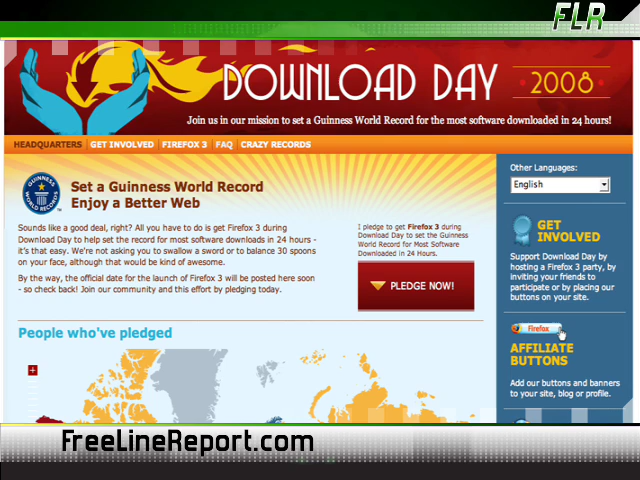 FLR
DOWNLOAD DAY 2008
Join us in our mission to set a Guinness World Record for the most software downloaded in 24 hours!
HEADQUARTERS GET INVOLVED FIREFOX 3 FAQ CRAZY RECORDS
GUINNESS WORLD RECORDS
Set a Guinness World Record
Enjoy a Better Web
Sounds like a good deal, right? All you have to do is get Firefox 3 during
Download Day to help set the record for most software downloads in 24 hours -
it's that easy. We're not asking you to swallow a sword or to balance 30 spoons
on your face, although that would be kind of awesome.
By the way, the official date for the launch of Firefox 3 will be posted here soon
- so check back! Join our community and this effort by pledging today.
I pledge to get Firefox 3 during
Download Day to set the Guinness
World Record for Most Software
Downloaded in 24 Hours.
PLEDGE NOW!
People who've pledged
+
Other Languages:
English
GET
INVOLVED
Support Download Day by
hosting a Firefox 3 party, by
inviting your friends to
participate or by placing our
buttons on your site.
Firefox
AFFILIATE
BUTTONS
Add our buttons and banners
to your site, blog or profile.
FreeLineReport.com